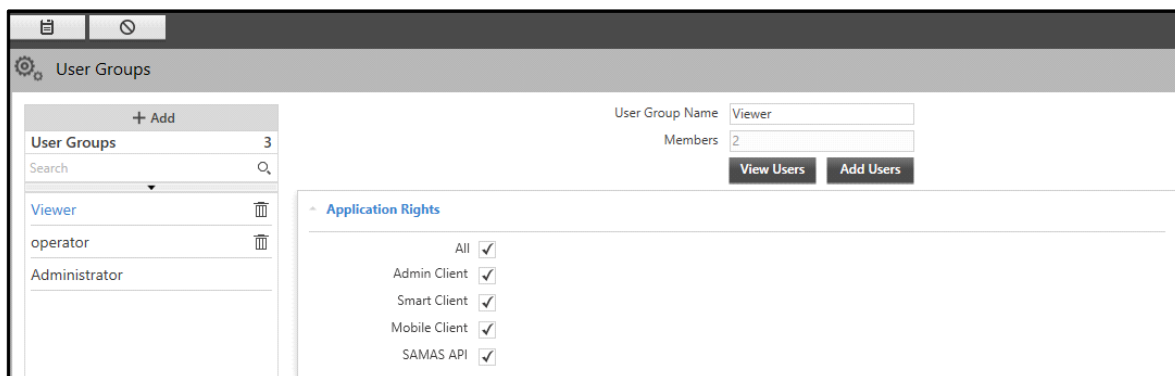 User Groups
+ Add
User Groups 3
Search
Viewer
operator
Administrator
User Group Name Viewer
Members 2
View Users Add Users
Application Rights
All
Admin Client
Smart Client
Mobile Client
SAMAS API